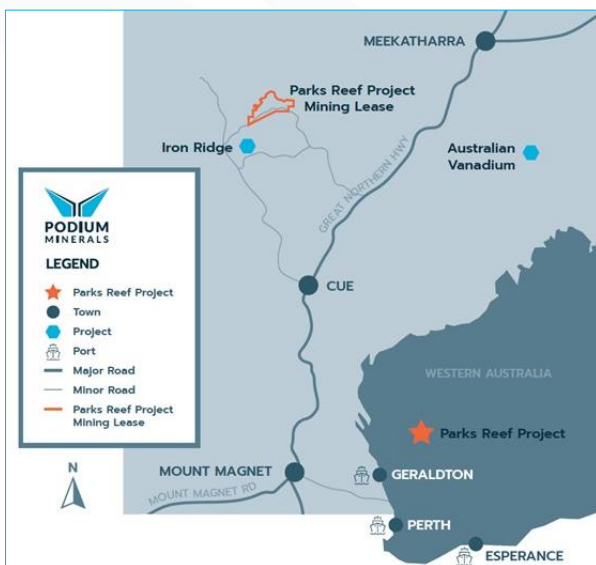 MEEKATHARRA
Parks Reef Project
Mining Lease
Iron Ridge
Australian
Vanadium
GREAT NORTHERN HWY
PODIUM
MINERALS
LEGEND
Parks Reef Project
Town
Project
Port
Major Road
Minor Road
Parks Reef Project
Mining Lease
CUE
WESTERN AUSTRALIA
Parks Reef Project
N
MOUNT MAGNET
MOUNT MAGNET RD
GERALDTON
PERTH
ESPERANCE